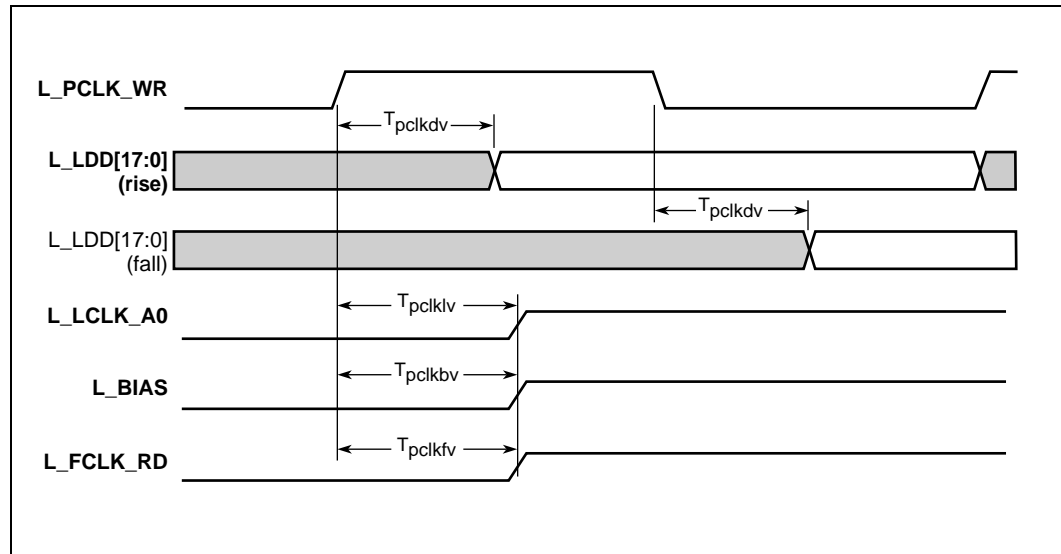 L_PCLK_WR
Tpclkdv
L_LDD[17:0]
(rise)
Tpclkdv
L_LDD[17:0]
(fall)
Tpclklv
L_LCLK_A0
Tpclkbv
L_BIAS
Tpclkfv
L_FCLK_RD